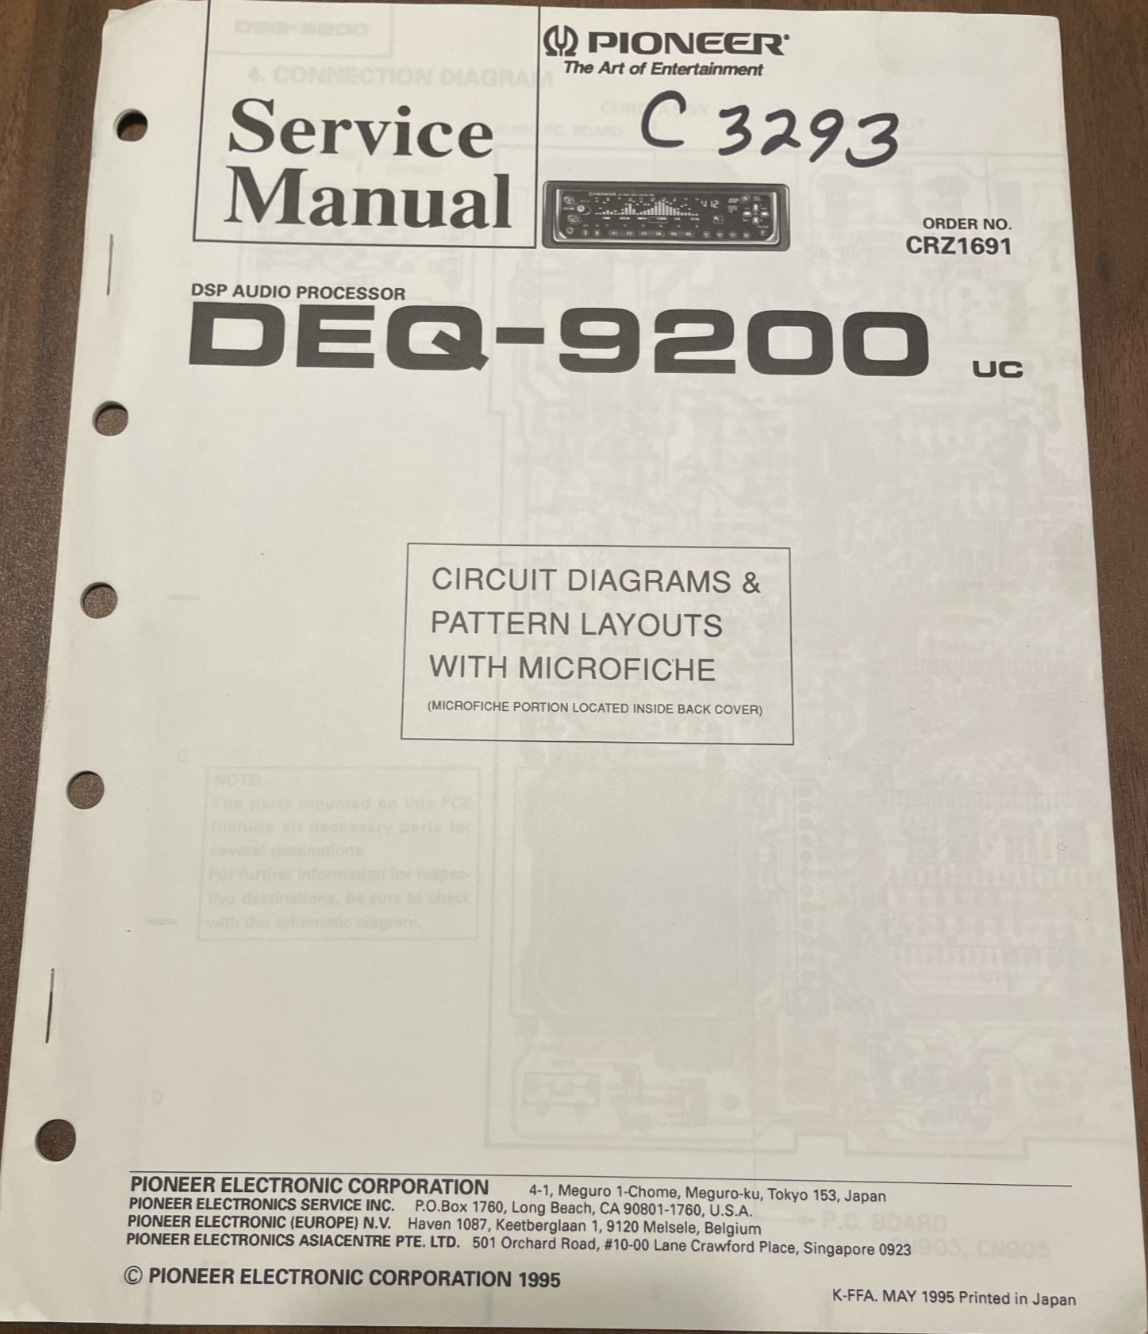 PIONEER
The Art of Entertainment
Service
Manual
C 3293
PIONEER
412
ORDER NO.
CRZ1691
DSP AUDIO PROCESSOR
DEQ-9200 UC
CIRCUIT DIAGRAMS &
PATTERN LAYOUTS
WITH MICROFICHE
(MICROFICHE PORTION LOCATED INSIDE BACK COVER)
DEQ-9200
4. CONNECTION DIAGRAM
NOTE:
The parts mounted on this PCB
include all necessary parts for
several destinations.
For further information for respec-
tive destinations, be sure to check
with the schematic diagram.
D
P.C. BOARD
CN903, CN905
PIONEER ELECTRONIC CORPORATION 4-1, Meguro 1-Chome, Meguro-ku, Tokyo 153, Japan
PIONEER ELECTRONICS SERVICE INC. P.O.Box 1760, Long Beach, CA 90801-1760, U.S.A.
PIONEER ELECTRONIC (EUROPE) N.V. Haven 1087, Keetberglaan 1, 9120 Melsele, Belgium
PIONEER ELECTRONICS ASIACENTRE PTE. LTD. 501 Orchard Road, #10-00 Lane Crawford Place, Singapore 0923
© PIONEER ELECTRONIC CORPORATION 1995
K-FFA. MAY 1995 Printed in Japan